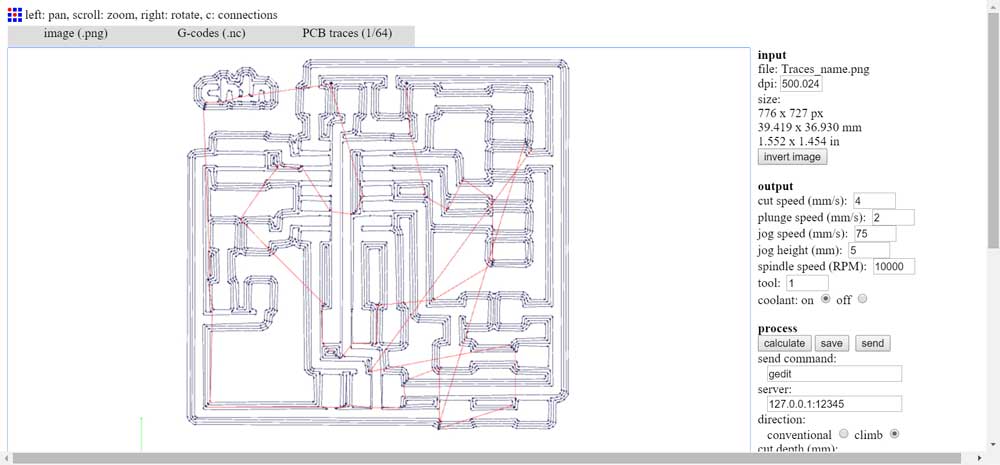 left: pan, scroll: zoom, right: rotate, c: connections
image (.png) G-codes (.nc) PCB traces (1/64)
chin
input
file: Traces_name.png
dpi: 500.024
size:
776 x 727 px
39.419 x 36.930 mm
1.552 x 1.454 in
invert image
output
cut speed (mm/s): 4
plunge speed (mm/s): 2
jog speed (mm/s): 75
jog height (mm): 5
spindle speed (RPM): 10000
tool: 1
coolant: on off
process
calculate save send
send command:
gedit
server:
127.0.0.1:12345
direction:
conventional climb
cut depth (mm):